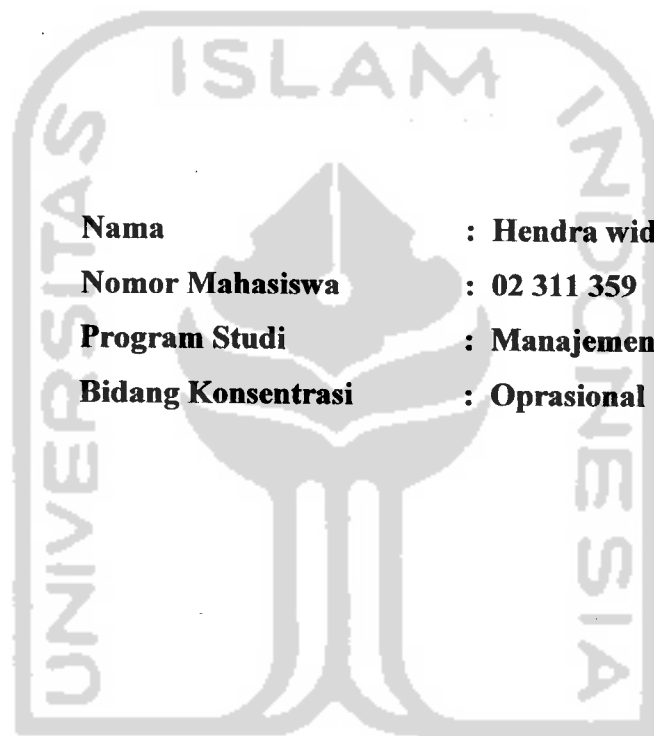 UNIVERSITAS ISLAM INDONESIA
Nama : Hendra wid
Nomor Mahasiswa : 02 311 359
Program Studi : Manajemen
Bidang Konsentrasi : Oprasional